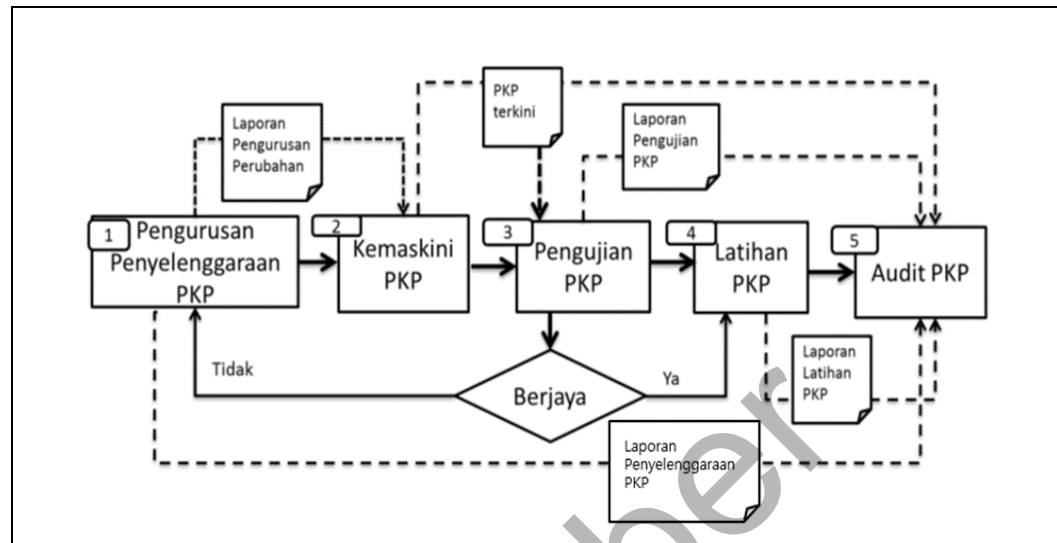 PKP
terkini
Laporan
Pengurusan
Perubahan
Laporan
Pengujian
PKP
1
Pengurusan
Penyelenggaraan
PKP
2
Kemaskini
PKP
3
Pengujian
PKP
4
Latihan
PKP
5
Audit PKP
Tidak
Berjaya
Ya
Laporan
Latihan
PKP
Laporan
Penyelenggaraan
PKP